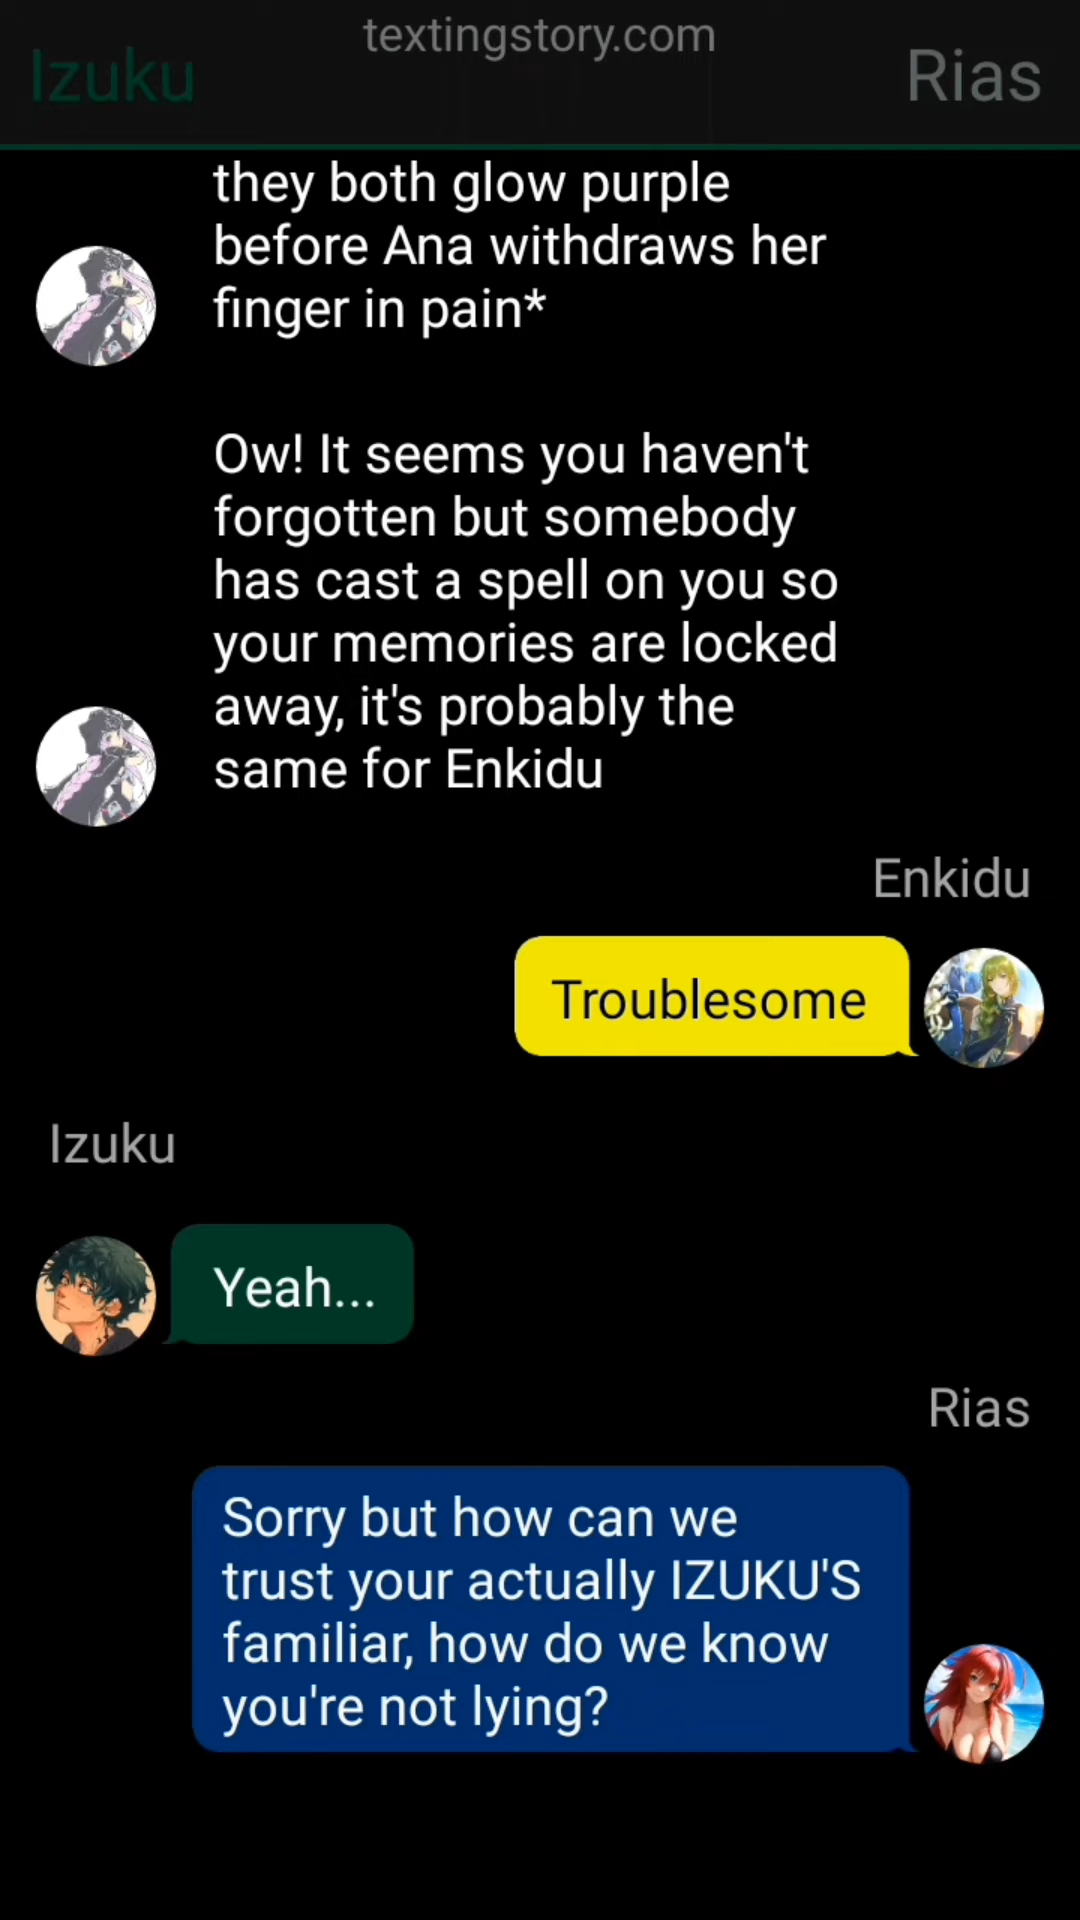 textingstory.com
Izuku
Rias
they both glow purple
before Ana withdraws her
finger in pain*
Ow! It seems you haven't
forgotten but somebody
has cast a spell on you so
your memories are locked
away, it's probably the
same for Enkidu
Enkidu
Troublesome
Izuku
Yeah...
Rias
Sorry but how can we
trust your actually IZUKU'S
familiar, how do we know
you're not lying?